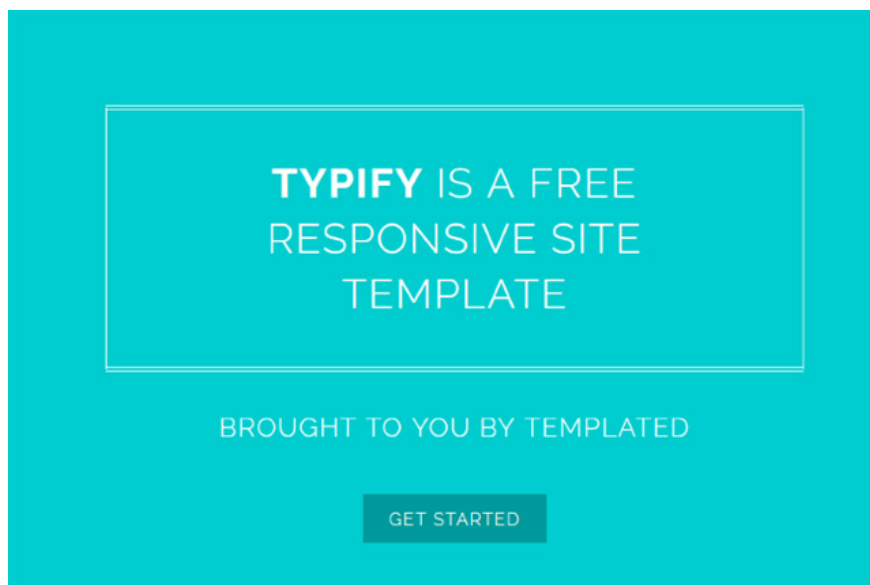 TYPIFY IS A FREE
RESPONSIVE SITE
TEMPLATE
BROUGHT TO YOU BY TEMPLATED
GET STARTED